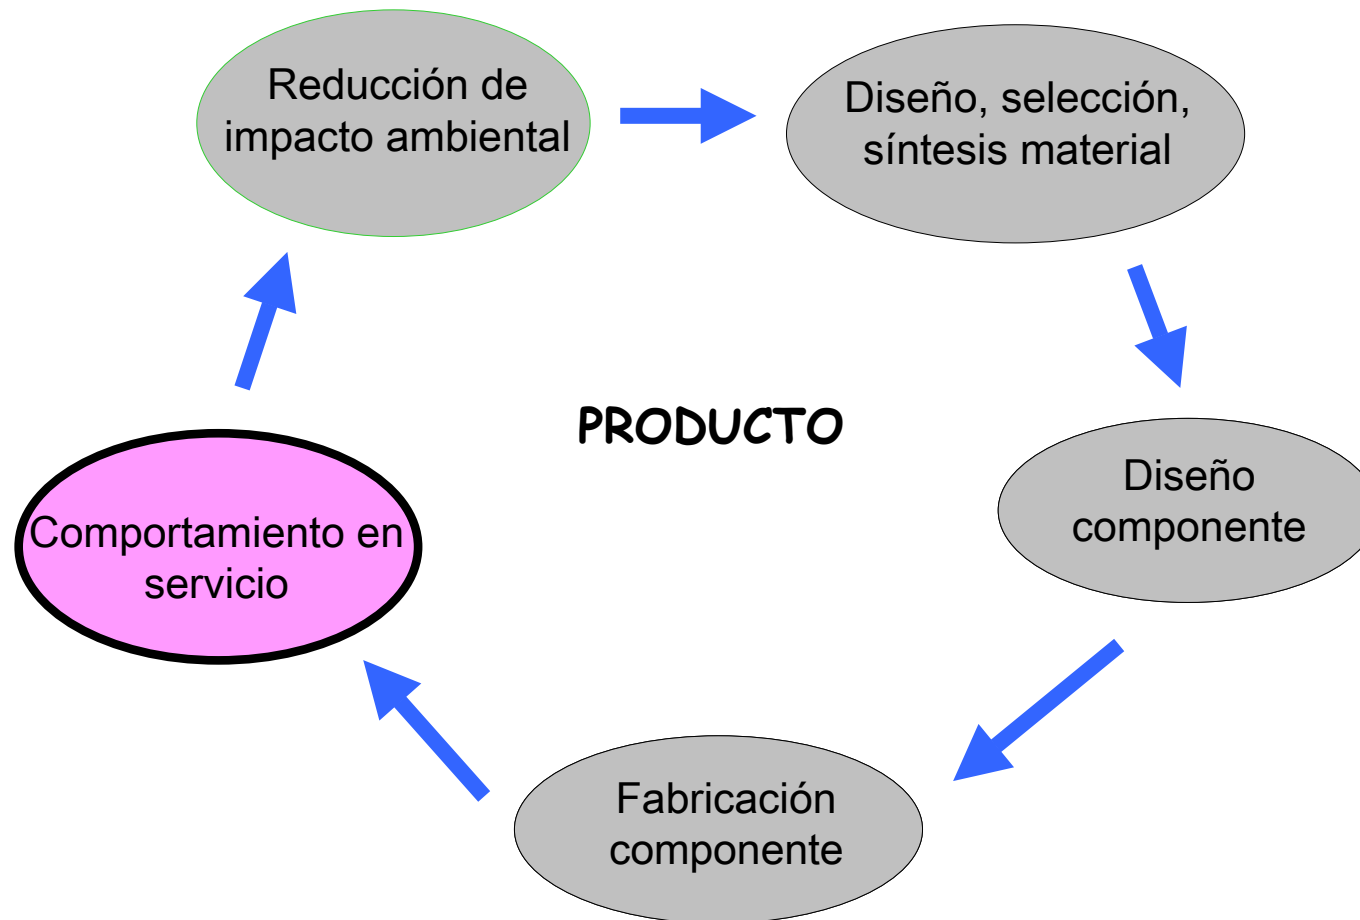 Reducción de
impacto ambiental
Diseño, selección,
síntesis material
PRODUCTO
Diseño
componente
Comportamiento en
servicio
Fabricación
componente